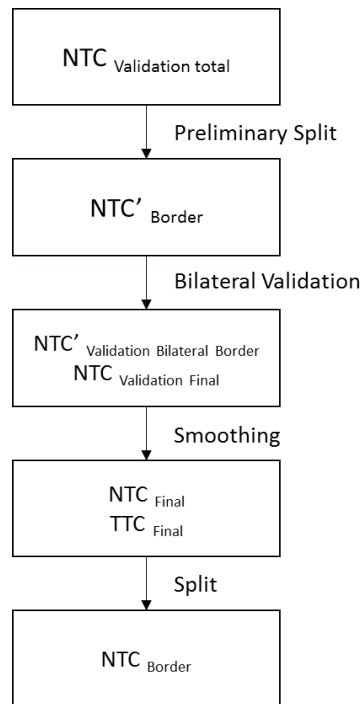 NTC Validation total
Preliminary Split
NTC’ Border
Bilateral Validation
NTC’ Validation Bilateral Border
NTC Validation Final
Smoothing
NTC Final
TTC Final
Split
NTC Border